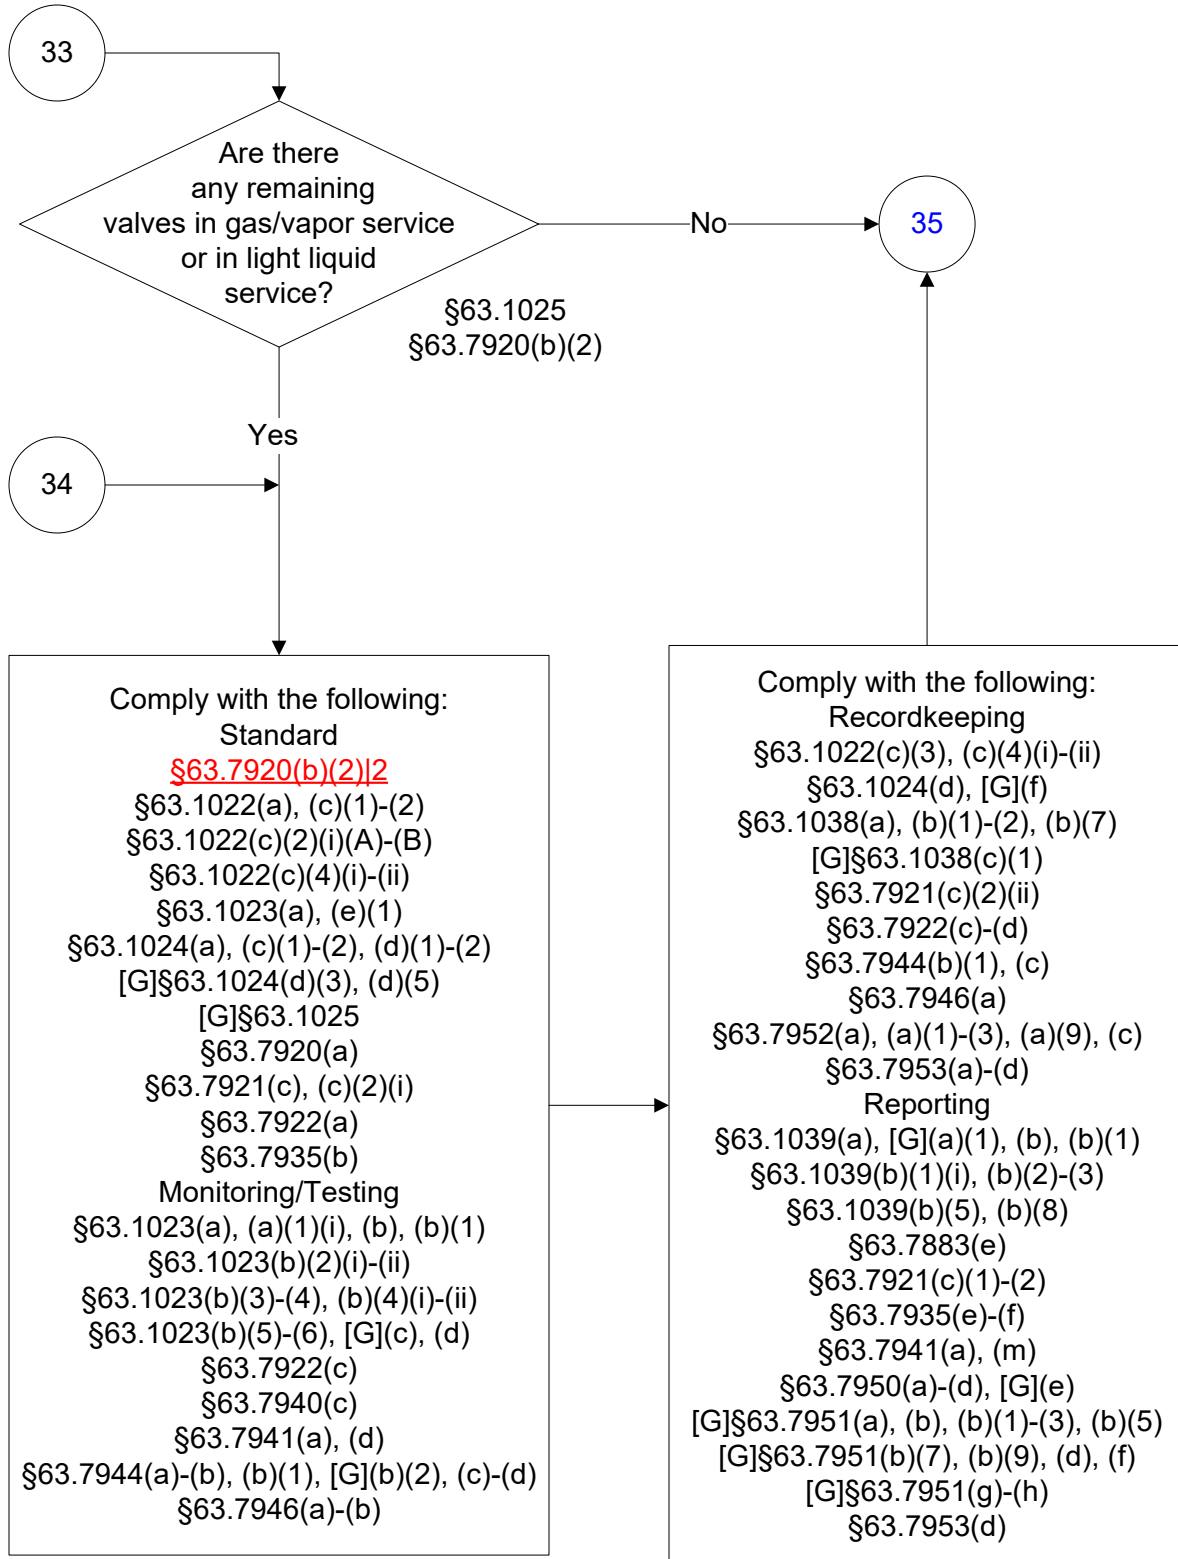 33
Are there
any remaining
valves in gas/vapor service
or in light liquid
service?
No
35
§63.1025
§63.7920(b)(2)
Yes
34
Comply with the following:
Standard
§63.7920(b)(2)|2
§63.1022(a), (c)(1)-(2)
§63.1022(c)(2)(i)(A)-(B)
§63.1022(c)(4)(i)-(ii)
§63.1023(a), (e)(1)
§63.1024(a), (c)(1)-(2), (d)(1)-(2)
[G]§63.1024(d)(3), (d)(5)
[G]§63.1025
§63.7920(a)
§63.7921(c), (c)(2)(i)
§63.7922(a)
§63.7935(b)
Monitoring/Testing
§63.1023(a), (a)(1)(i), (b), (b)(1)
§63.1023(b)(2)(i)-(ii)
§63.1023(b)(3)-(4), (b)(4)(i)-(ii)
§63.1023(b)(5)-(6), [G](c), (d)
§63.7922(c)
§63.7940(c)
§63.7941(a), (d)
§63.7944(a)-(b), (b)(1), [G](b)(2), (c)-(d)
§63.7946(a)-(b)
Comply with the following:
Recordkeeping
§63.1022(c)(3), (c)(4)(i)-(ii)
§63.1024(d), [G](f)
§63.1038(a), (b)(1)-(2), (b)(7)
[G]§63.1038(c)(1)
§63.7921(c)(2)(ii)
§63.7922(c)-(d)
§63.7944(b)(1), (c)
§63.7946(a)
§63.7952(a), (a)(1)-(3), (a)(9), (c)
§63.7953(a)-(d)
Reporting
§63.1039(a), [G](a)(1), (b), (b)(1)
§63.1039(b)(1)(i), (b)(2)-(3)
§63.1039(b)(5), (b)(8)
§63.7883(e)
§63.7921(c)(1)-(2)
§63.7935(e)-(f)
§63.7941(a), (m)
§63.7950(a)-(d), [G](e)
[G]§63.7951(a), (b), (b)(1)-(3), (b)(5)
[G]§63.7951(b)(7), (b)(9), (d), (f)
[G]§63.7951(g)-(h)
§63.7953(d)